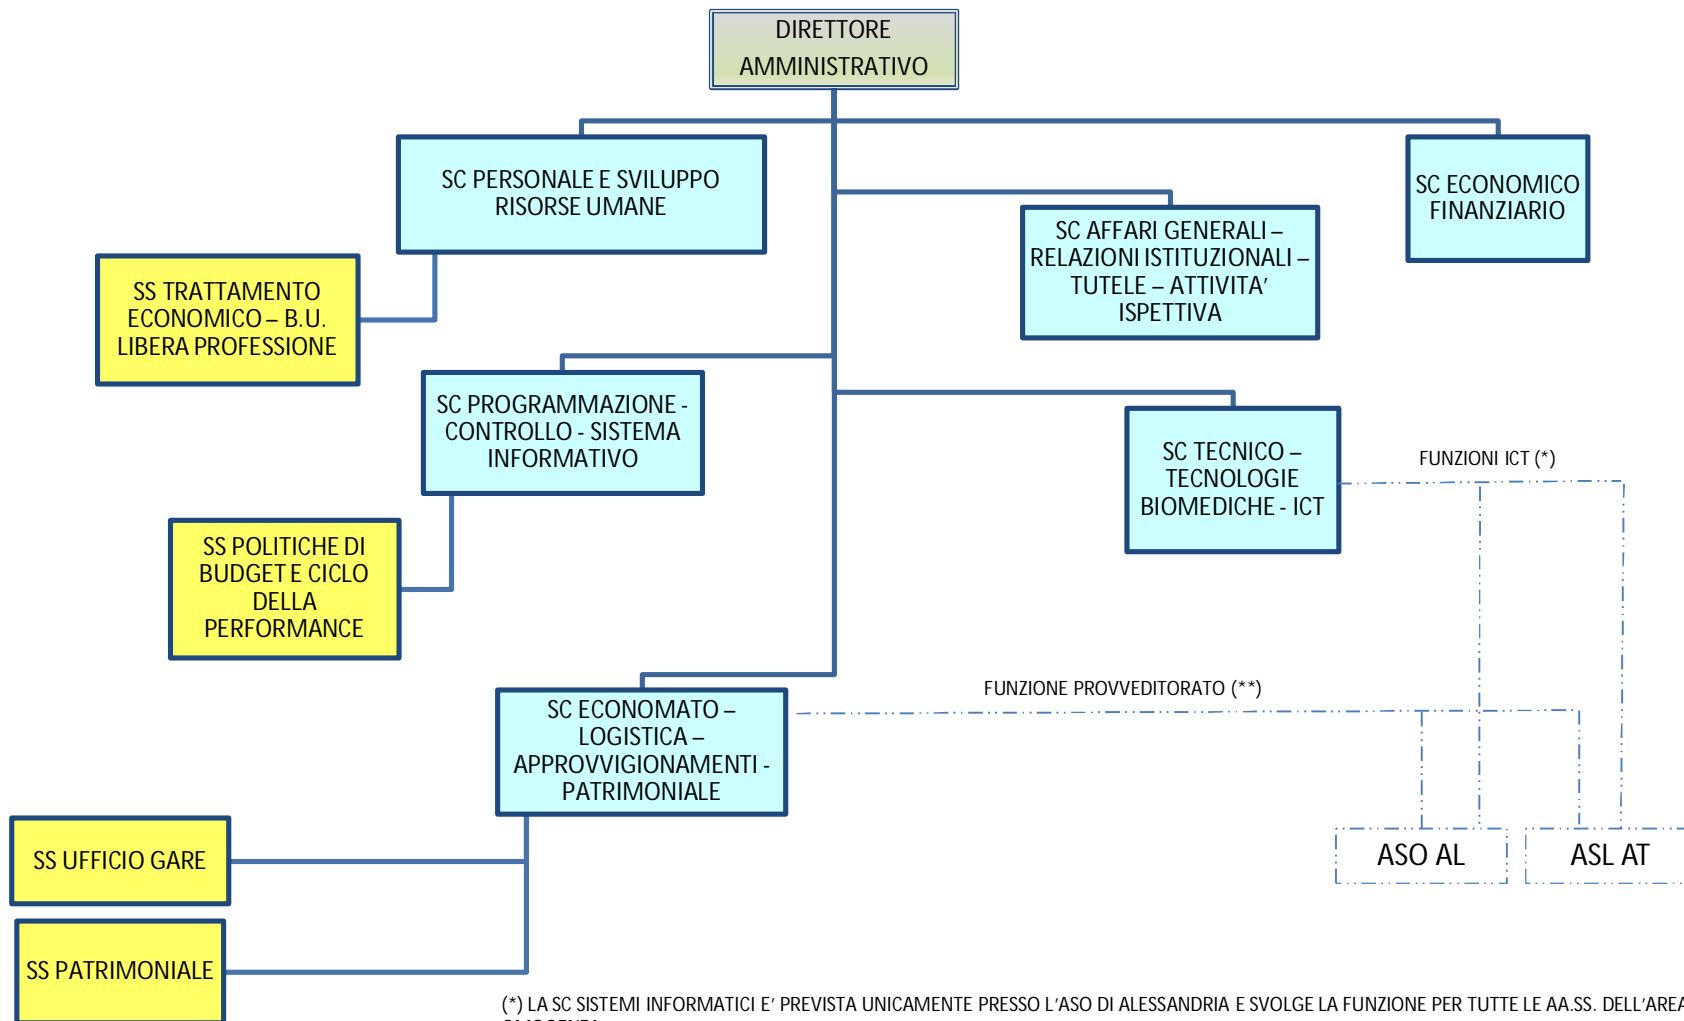 DIRETTORE
AMMINISTRATIVO
SC PERSONALE E SVILUPPO
RISORSE UMANE
SC ECONOMICO
FINANZIARIO
SC AFFARI GENERALI –
RELAZIONI ISTITUZIONALI –
TUTELE – ATTIVITA’
ISPETTIVA
SS TRATTAMENTO
ECONOMICO – B.U.
LIBERA PROFESSIONE
SC PROGRAMMAZIONE -
CONTROLLO - SISTEMA
INFORMATIVO
SC TECNICO –
TECNOLOGIE
BIOMEDICHE - ICT
FUNZIONI ICT (*)
SS POLITICHE DI
BUDGET E CICLO
DELLA
PERFORMANCE
FUNZIONE PROVVEDITORATO (**)
SC ECONOMATO –
LOGISTICA –
APPROVVIGIONAMENTI -
PATRIMONIALE
SS UFFICIO GARE
ASO AL
ASL AT
SS PATRIMONIALE
(*) LA SC SISTEMI INFORMATICI E’ PREVISTA UNICAMENTE PRESSO L’ASO DI ALESSANDRIA E SVOLGE LA FUNZIONE PER TUTTE LE AA.SS. DELL’AREA